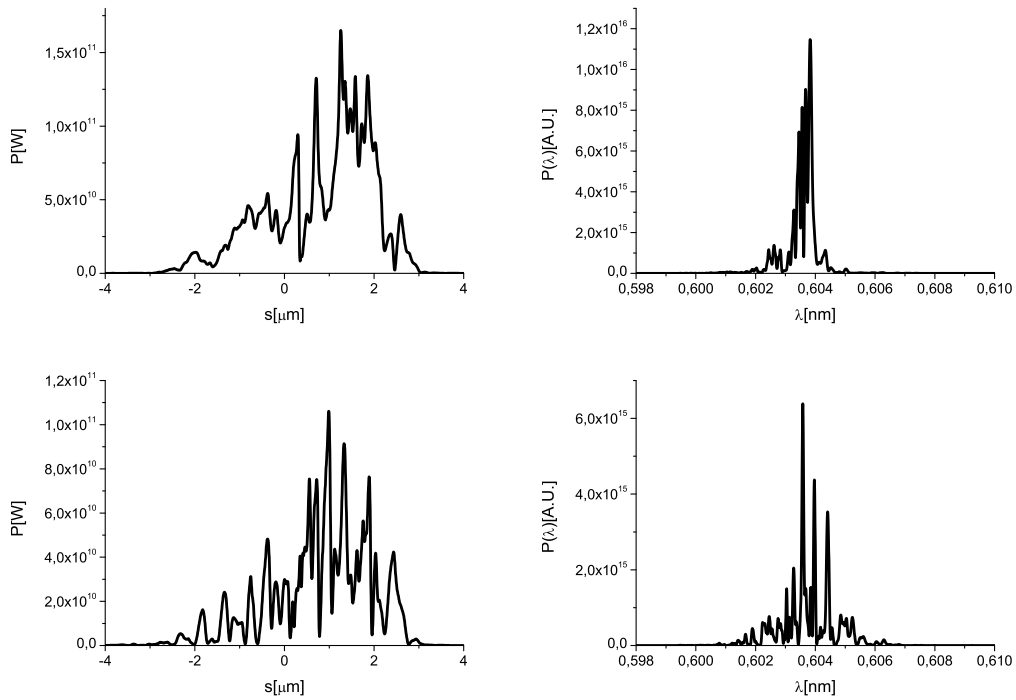 1,5x10¹¹
1,0x10¹¹
5,0x10¹⁰
0,0
P[W]
-4 -2 0 2 4
s[μm]
1,2x10¹⁶
1,0x10¹⁶
8,0x10¹⁵
6,0x10¹⁵
4,0x10¹⁵
2,0x10¹⁵
0,0
P(λ)[A.U.]
0,598 0,600 0,602 0,604 0,606 0,608 0,610
λ[nm]
1,2x10¹¹
1,0x10¹¹
8,0x10¹⁰
6,0x10¹⁰
4,0x10¹⁰
2,0x10¹⁰
0,0
P[W]
-4 -2 0 2 4
s[μm]
6,0x10¹⁵
4,0x10¹⁵
2,0x10¹⁵
0,0
P(λ)[A.U.]
0,598 0,600 0,602 0,604 0,606 0,608 0,610
λ[nm]